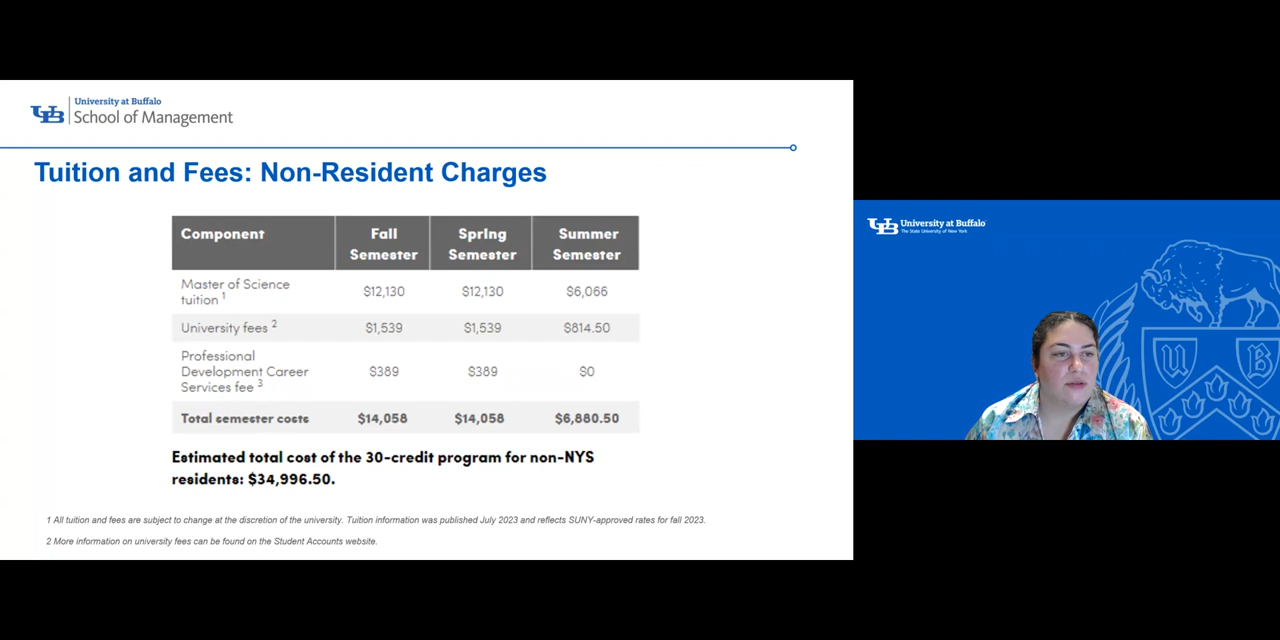 University at Buffalo
School of Management
Tuition and Fees: Non-Resident Charges
Component Fall Semester Spring Semester Summer Semester
Master of Science tuition 1 $12,130 $12,130 $6,066
University fees 2 $1,539 $1,539 $814.50
Professional Development Career Services fee 3 $389 $389 $0
Total semester costs $14,058 $14,058 $6,880.50
Estimated total cost of the 30-credit program for non-NYS
residents: $34,996.50.
1 All tuition and fees are subject to change at the discretion of the university. Tuition information was published July 2023 and reflects SUNY-approved rates for fall 2023.
2 More information on university fees can be found on the Student Accounts website.
University at Buffalo
The State University of New York
U B